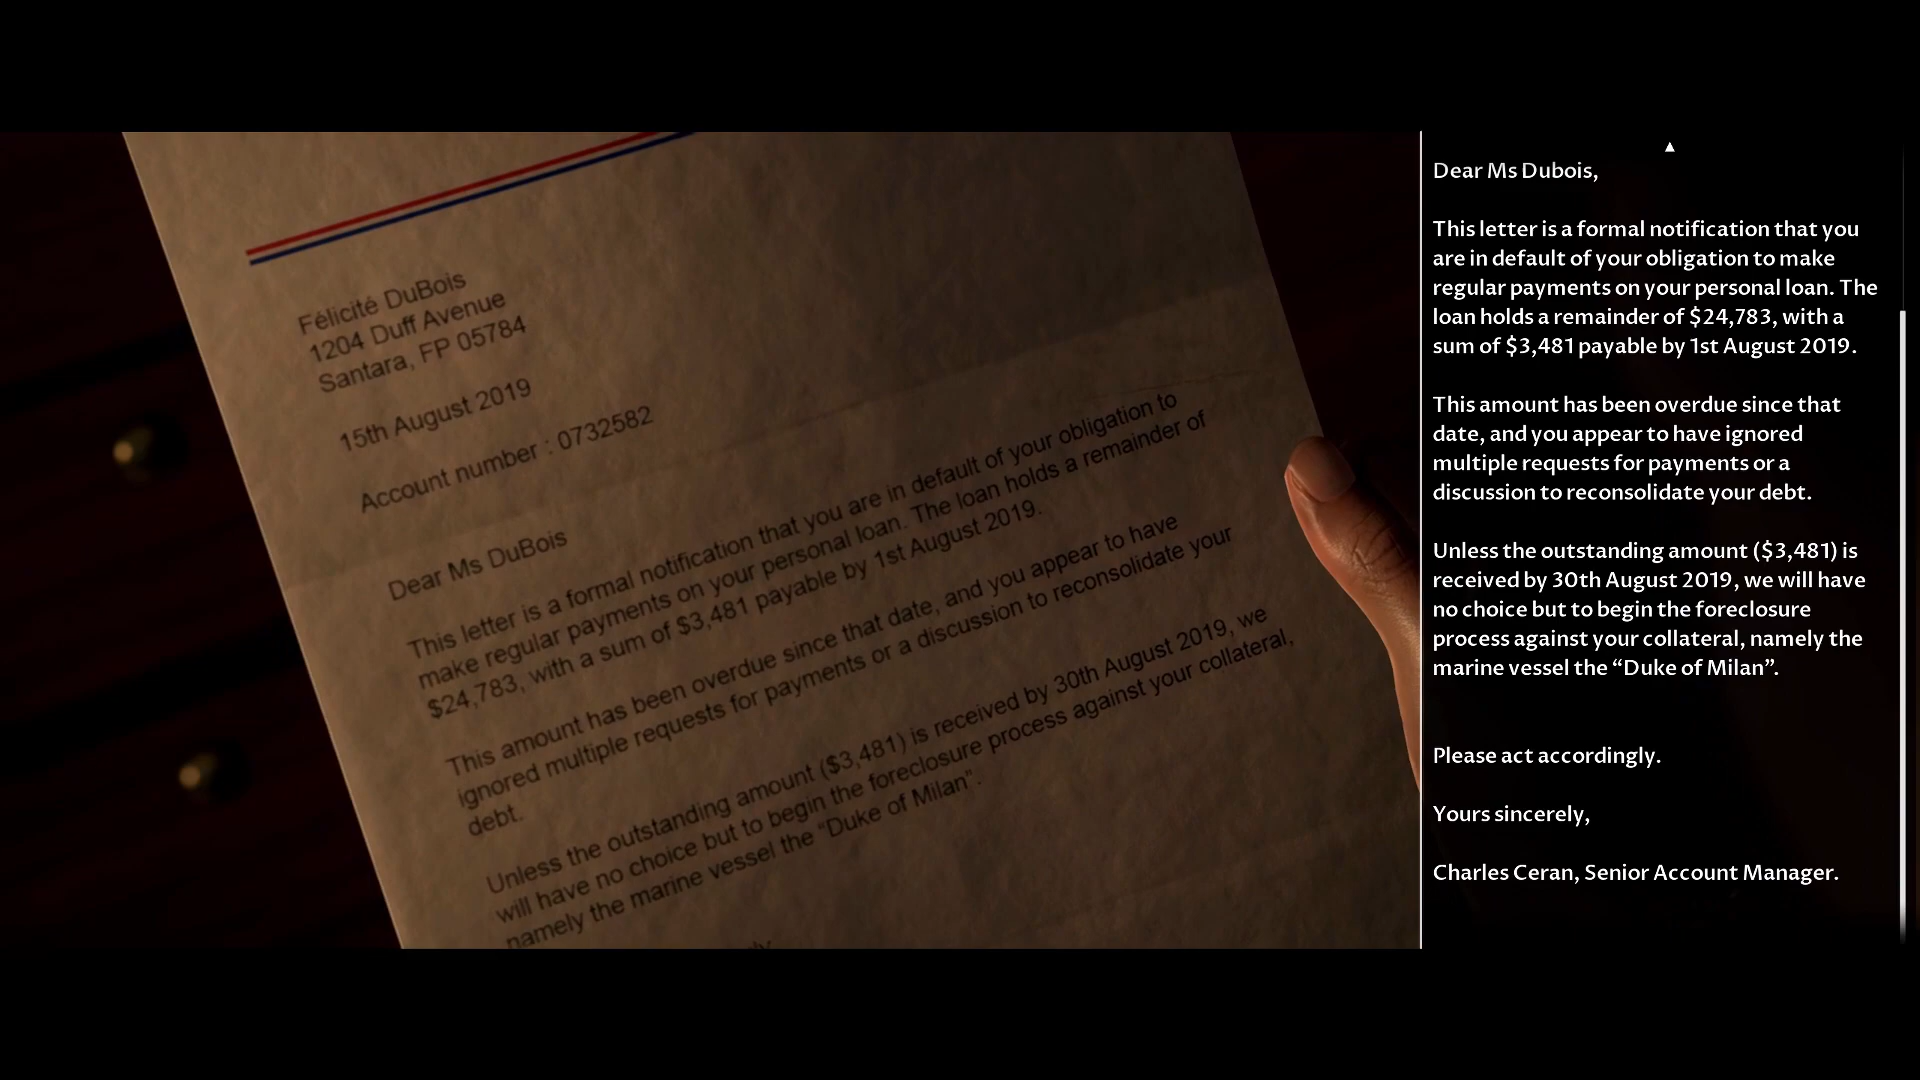 Félicité DuBois
1204 Duff Avenue
Santara, FP 05784
15th August 2019
Account number : 0732582
Dear Ms DuBois
This letter is a formal notification that you are in default of your obligation to
make regular payments on your personal loan. The loan holds a remainder of
$24,783, with a sum of $3,481 payable by 1st August 2019.
This amount has been overdue since that date, and you appear to have
ignored multiple requests for payments or a discussion to reconsolidate your
debt.
Unless the outstanding amount ($3,481) is received by 30th August 2019, we
will have no choice but to begin the foreclosure process against your collateral,
namely the marine vessel the “Duke of Milan”.
Dear Ms Dubois,
This letter is a formal notification that you
are in default of your obligation to make
regular payments on your personal loan. The
loan holds a remainder of $24,783, with a
sum of $3,481 payable by 1st August 2019.
This amount has been overdue since that
date, and you appear to have ignored
multiple requests for payments or a
discussion to reconsolidate your debt.
Unless the outstanding amount ($3,481) is
received by 30th August 2019, we will have
no choice but to begin the foreclosure
process against your collateral, namely the
marine vessel the “Duke of Milan”.
Please act accordingly.
Yours sincerely,
Charles Ceran, Senior Account Manager.